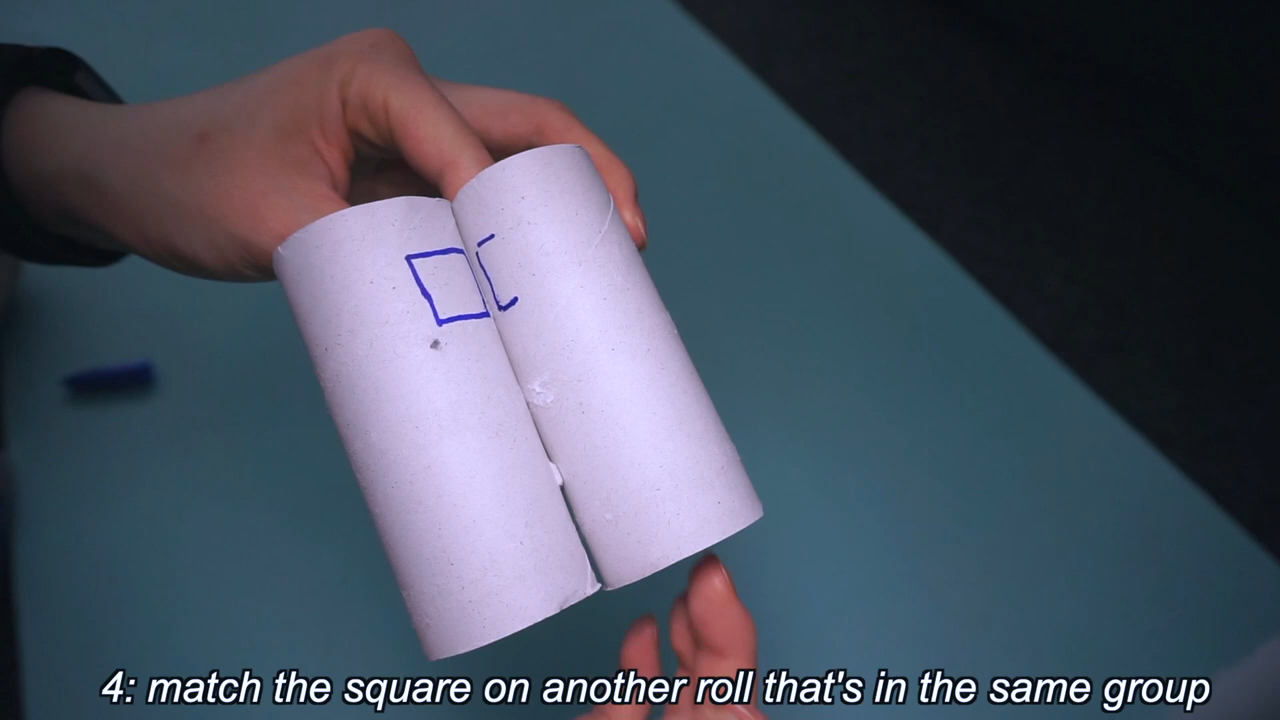 4: match the square on another roll that's in the same group